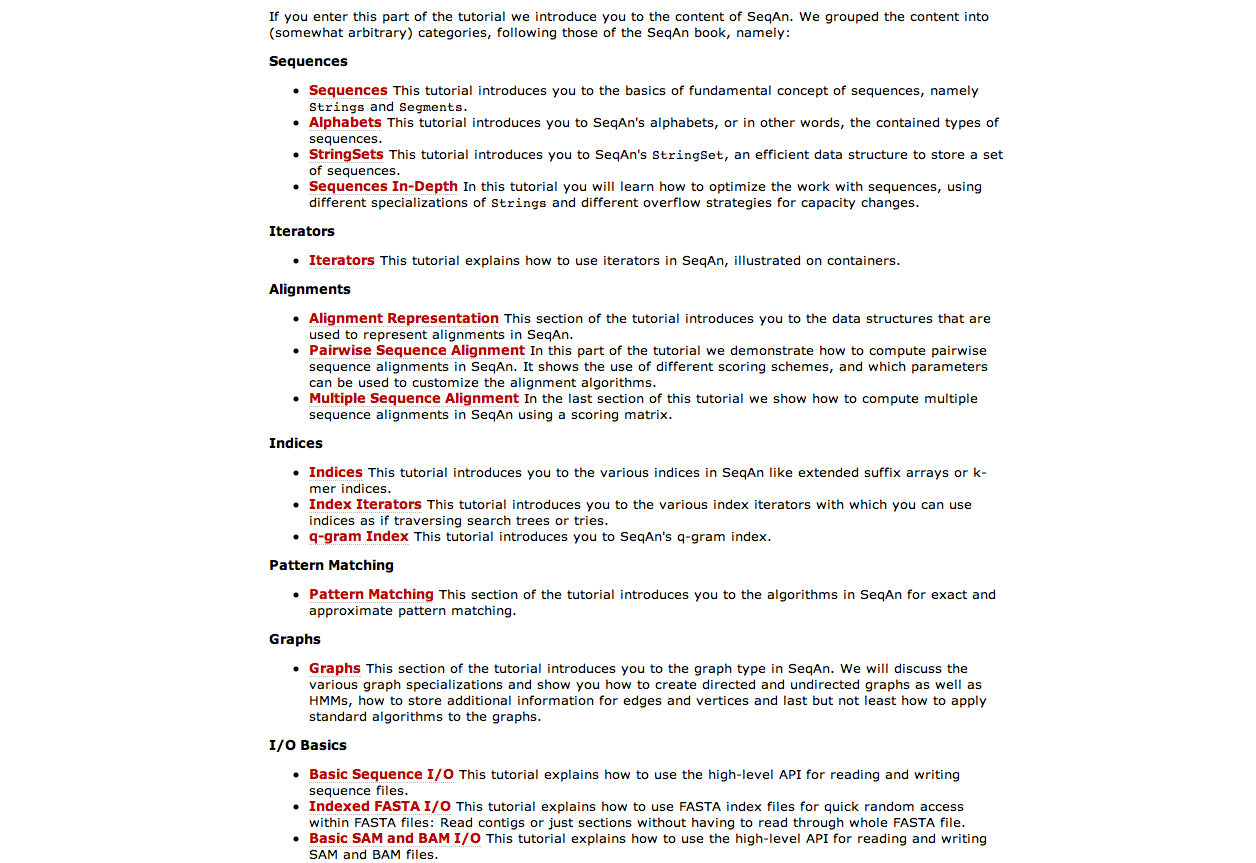 If you enter this part of the tutorial we introduce you to the content of SeqAn. We grouped the content into
(somewhat arbitrary) categories, following those of the SeqAn book, namely:
Sequences
• Sequences This tutorial introduces you to the basics of fundamental concept of sequences, namely
Strings and Segments.
• Alphabets This tutorial introduces you to SeqAn's alphabets, or in other words, the contained types of
sequences.
• StringSets This tutorial introduces you to SeqAn's StringSet, an efficient data structure to store a set
of sequences.
• Sequences In-Depth In this tutorial you will learn how to optimize the work with sequences, using
different specializations of Strings and different overflow strategies for capacity changes.
Iterators
• Iterators This tutorial explains how to use iterators in SeqAn, illustrated on containers.
Alignments
• Alignment Representation This section of the tutorial introduces you to the data structures that are
used to represent alignments in SeqAn.
• Pairwise Sequence Alignment In this part of the tutorial we demonstrate how to compute pairwise
sequence alignments in SeqAn. It shows the use of different scoring schemes, and which parameters
can be used to customize the alignment algorithms.
• Multiple Sequence Alignment In the last section of this tutorial we show how to compute multiple
sequence alignments in SeqAn using a scoring matrix.
Indices
• Indices This tutorial introduces you to the various indices in SeqAn like extended suffix arrays or k-
mer indices.
• Index Iterators This tutorial introduces you to the various index iterators with which you can use
indices as if traversing search trees or tries.
• q-gram Index This tutorial introduces you to SeqAn's q-gram index.
Pattern Matching
• Pattern Matching This section of the tutorial introduces you to the algorithms in SeqAn for exact and
approximate pattern matching.
Graphs
• Graphs This section of the tutorial introduces you to the graph type in SeqAn. We will discuss the
various graph specializations and show you how to create directed and undirected graphs as well as
HMMs, how to store additional information for edges and vertices and last but not least how to apply
standard algorithms to the graphs.
I/O Basics
• Basic Sequence I/O This tutorial explains how to use the high-level API for reading and writing
sequence files.
• Indexed FASTA I/O This tutorial explains how to use FASTA index files for quick random access
within FASTA files: Read contigs or just sections without having to read through whole FASTA file.
• Basic SAM and BAM I/O This tutorial explains how to use the high-level API for reading and writing
SAM and BAM files.